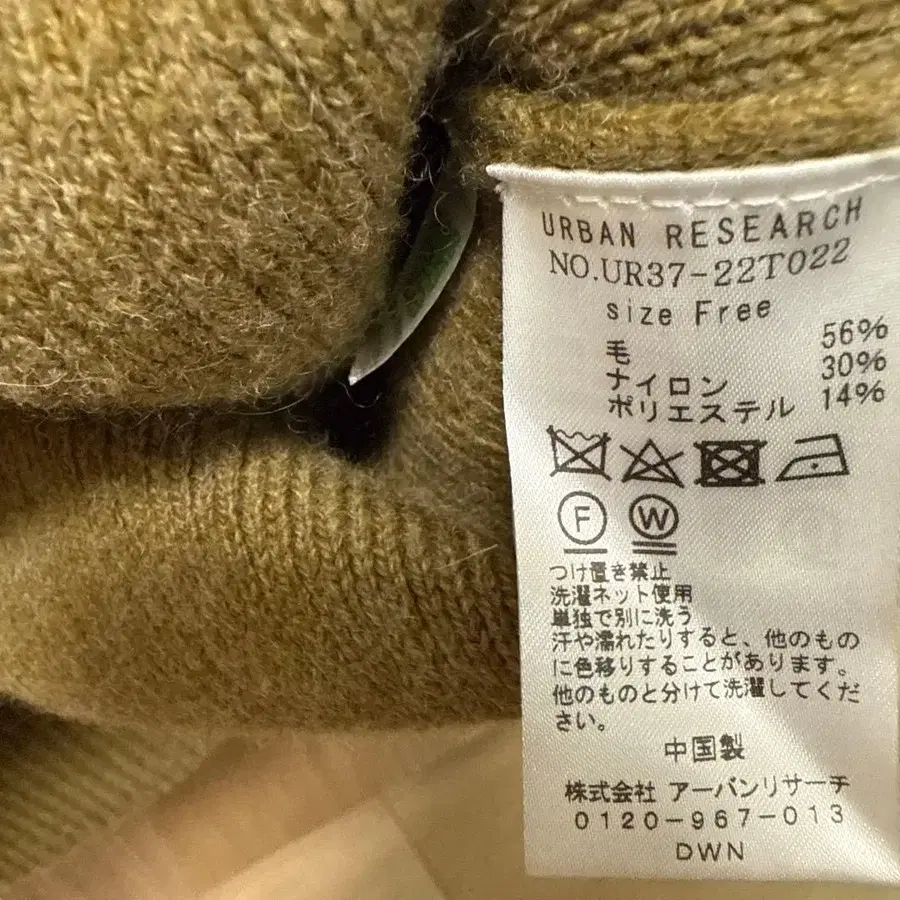 URBAN RESEARCH
NO.UR37-22T022
size Free
毛 56%
ナイロン 30%
ポリエステル 14%
F W
つけ置き禁止
洗濯ネット使用
単独で別に洗う
汗や濡れたりすると、他のもの
に色移りすることがあります。
他のものと分けて洗濯してくだ
さい。
中国製
株式会社 アーバンリサーチ
0120-967-013
DWN